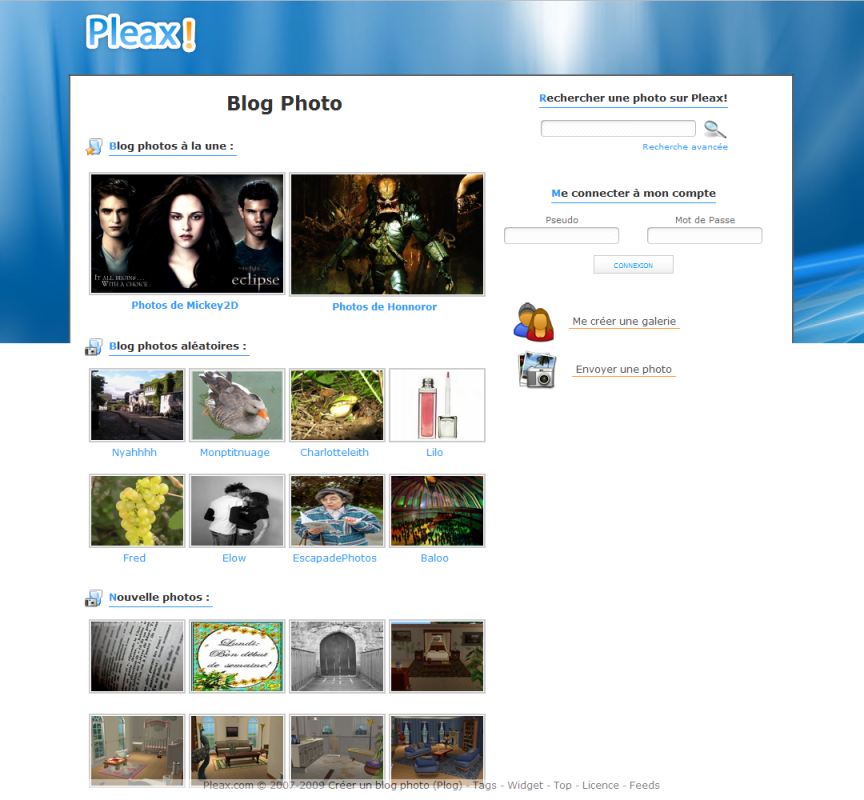 Pleax!
Blog Photo
Blog photos à la une :
IT ALL BEGINS...
WITH A CHOICE.
twilight
eclipse
Photos de Mickey2D
Photos de Honnoror
Blog photos aléatoires :
Nyahhhh
Monptitnuage
Charlotteleith
Lilo
Fred
Elow
EscapadePhotos
Baloo
Nouvelle photos :
Lundi:
Bon début
de semaine!
Rechercher une photo sur Pleax!
Recherche avancée
Me connecter à mon compte
Pseudo
Mot de Passe
CONNEXION
Me créer une galerie
Envoyer une photo
Pleax.com © 2007-2009 Créer un blog photo (Plog) - Tags - Widget - Top - Licence - Feeds